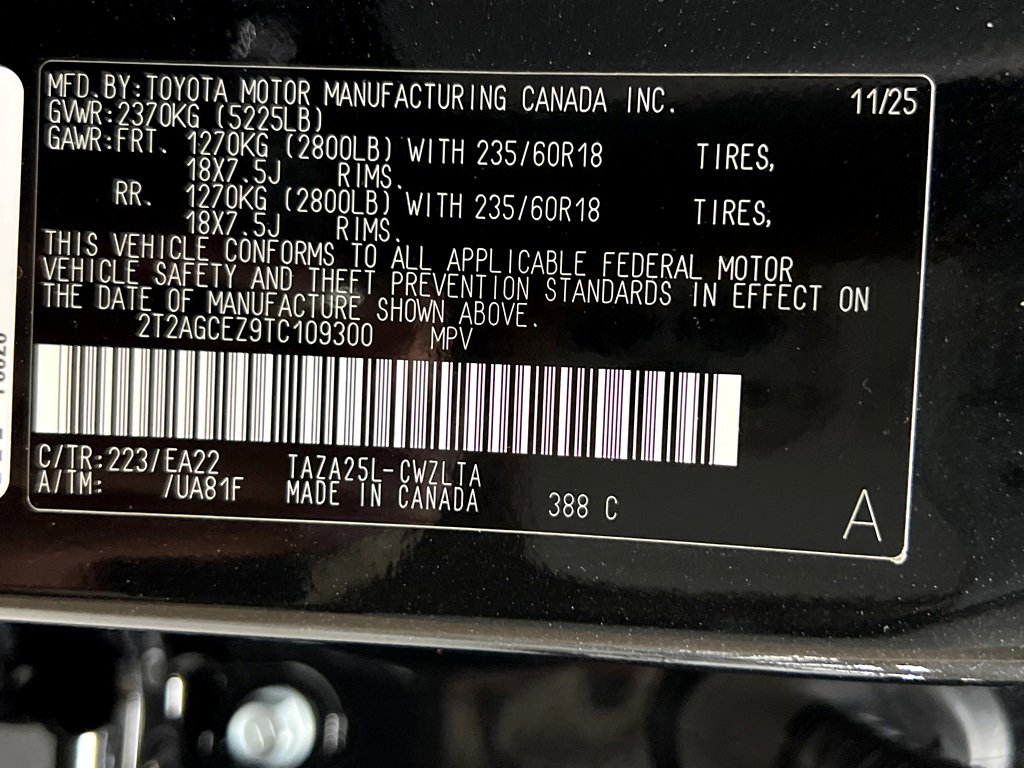 MFD.BY:TOYOTA MOTOR MANUFACTURING CANADA INC. 11/25
GVWR:2370KG (5225LB)
GAWR:FRT. 1270KG (2800LB) WITH 235/60R18 TIRES,
18X7.5J RIMS.
RR. 1270KG (2800LB) WITH 235/60R18 TIRES,
18X7.5J RIMS.
THIS VEHICLE CONFORMS TO ALL APPLICABLE FEDERAL MOTOR
VEHICLE SAFETY AND THEFT PREVENTION STANDARDS IN EFFECT ON
THE DATE OF MANUFACTURE SHOWN ABOVE.
2T2AGCEZ9TC109300 MPV
C/TR:223/EA22 TAZA25L-CWZLTA
A/TM: /UA81F MADE IN CANADA 388 C A